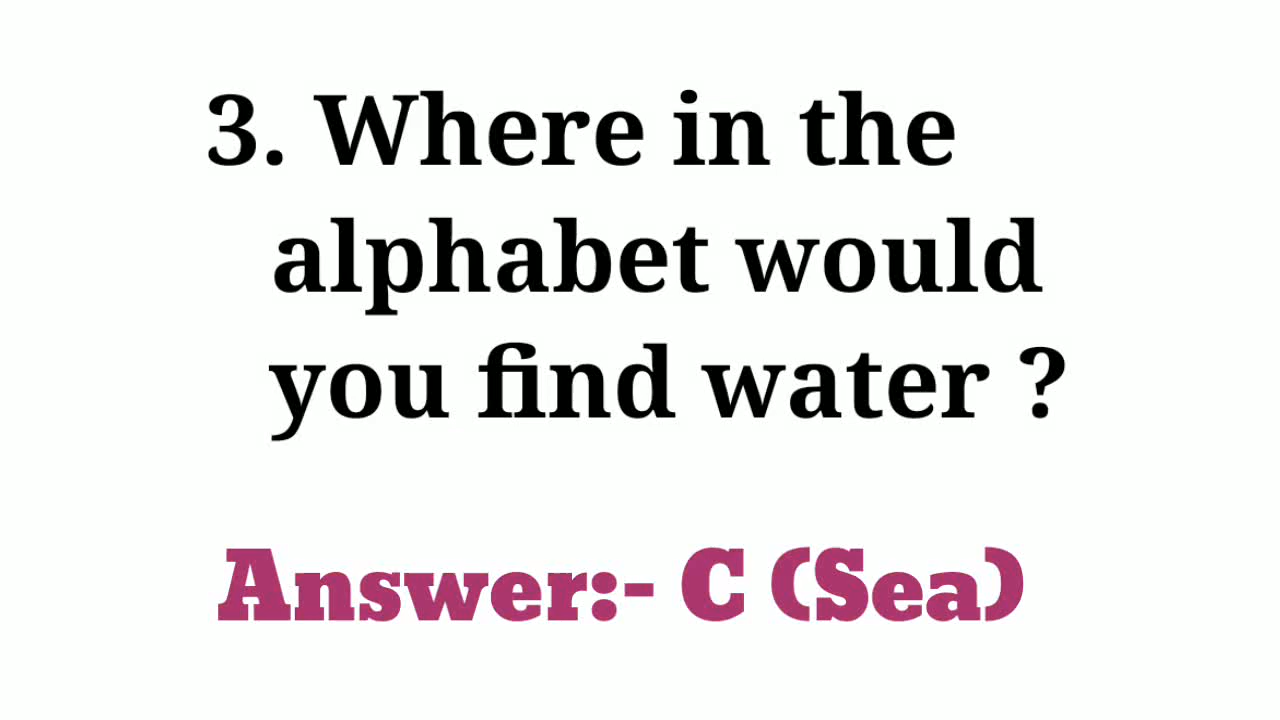 3. Where in the
alphabet would
you find water ?
Answer:- C (Sea)